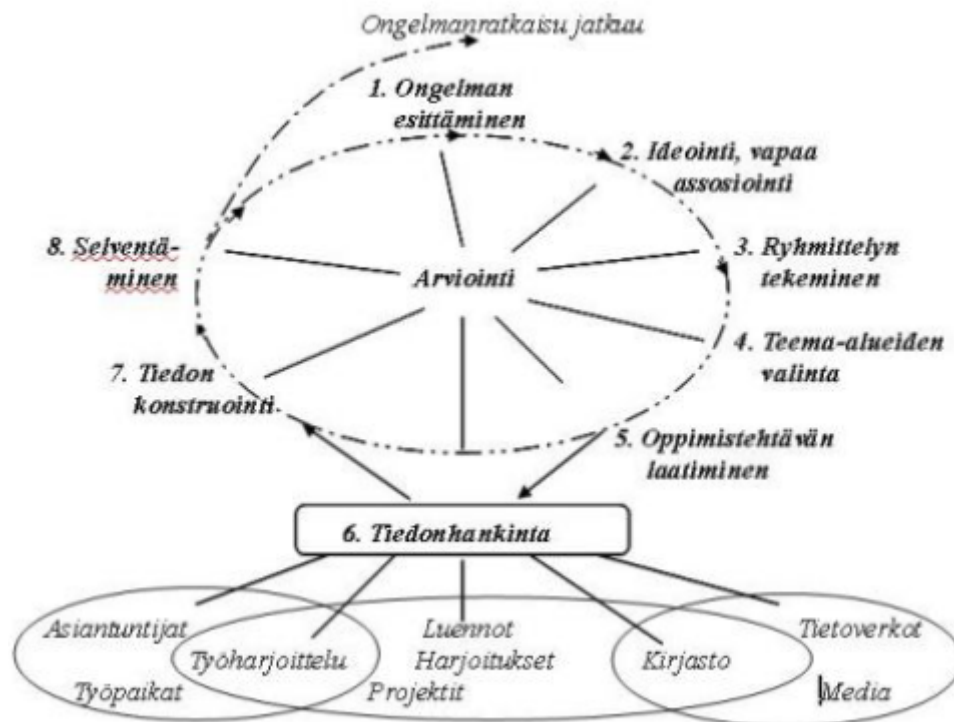 Ongelmanratkaisu jatkuu
1. Ongelman
esittäminen
2. Ideointi, vapaa
assosiointi
3. Ryhmittelyn
tekeminen
4. Teema-alueiden
valinta
5. Oppimistehtävän
laatiminen
6. Tiedonhankinta
7. Tiedon
konstruointi
8. Selventä-
minen
Arviointi
Asiantuntijat
Luennot
Tietoverkot
Työharjoittelu
Harjoitukset
Kirjasto
Työpaikat
Projektit
Media